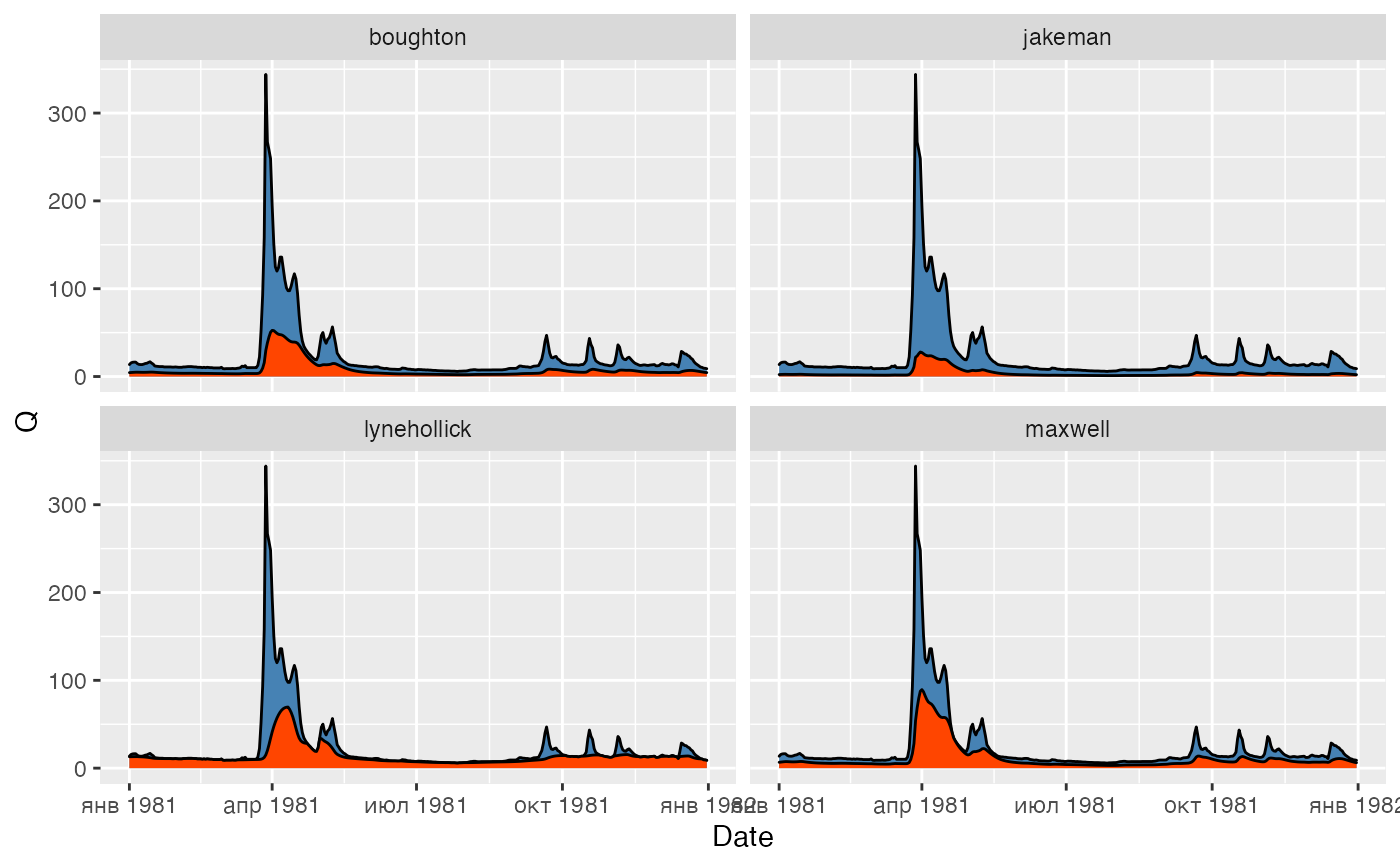 boughton
jakeman
300
200
100
0
Q
lynehollick
maxwell
300
200
100
0
янв 1981
апр 1981
июл 1981
окт 1981
янв 1982
янв 1981
апр 1981
июл 1981
окт 1981
янв 1982
Date